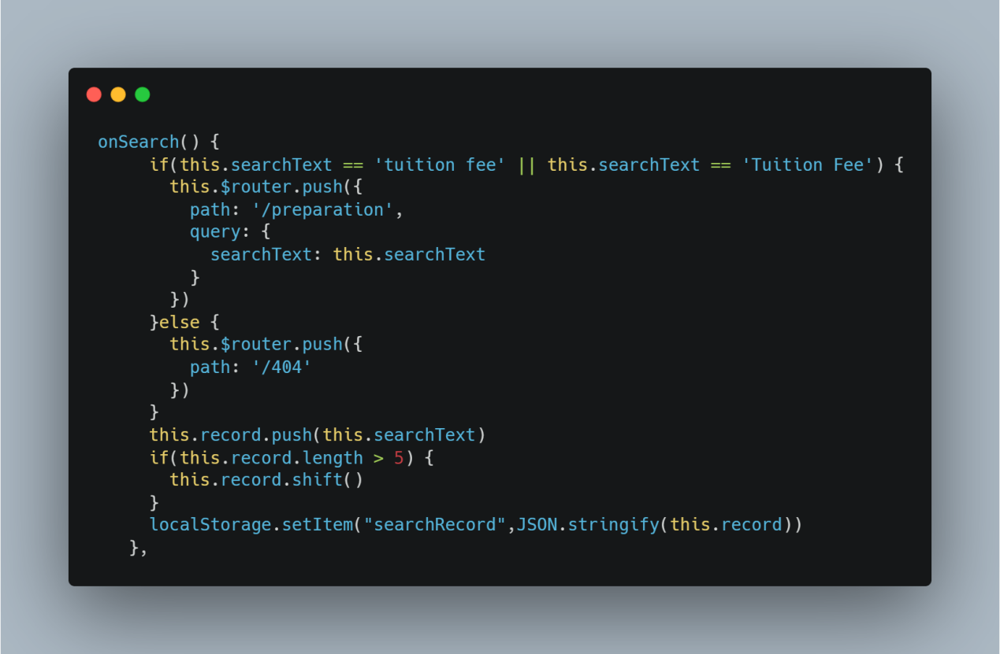 onSearch() {
     if(this.searchText == 'tuition fee' || this.searchText == 'Tuition Fee') {
       this.$router.push({
         path: '/preparation',
         query: {
           searchText: this.searchText
         }
       })
     }else {
       this.$router.push({
         path: '/404'
       })
     }
     this.record.push(this.searchText)
     if(this.record.length > 5) {
       this.record.shift()
     }
     localStorage.setItem("searchRecord",JSON.stringify(this.record))
   },